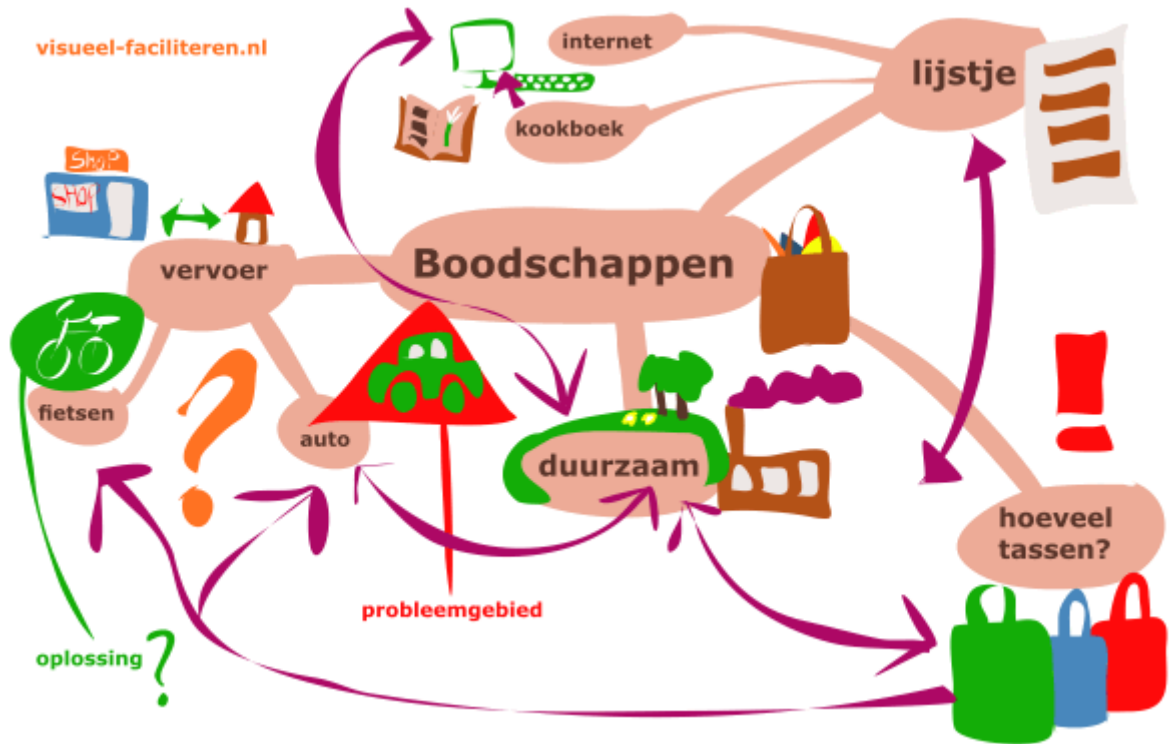 visueel-faciliteren.nl
internet
lijstje
kookboek
ShoP
SHOP
vervoer
Boodschappen
fietsen
auto
duurzaam
hoeveel
tassen?
probleemgebied
oplossing?